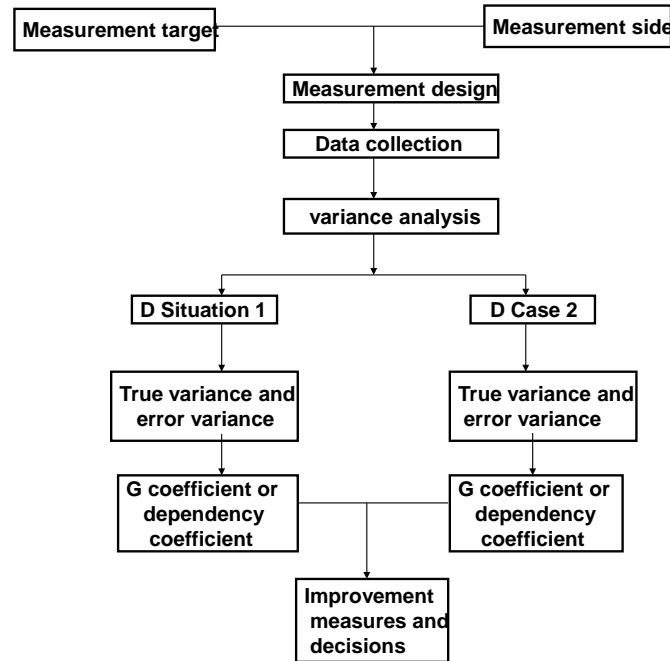 Measurement target
Measurement side
Measurement design
Data collection
variance analysis
D Situation 1
D Case 2
True variance and
error variance
True variance and
error variance
G coefficient or
dependency
coefficient
G coefficient or
dependency
coefficient
Improvement
measures and
decisions